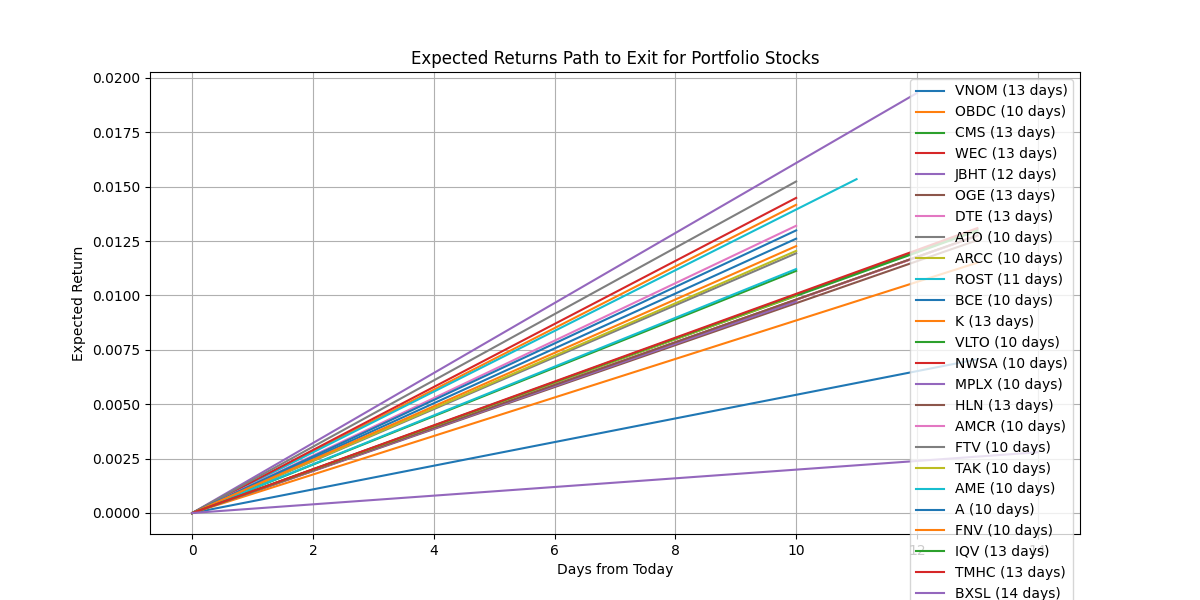 Expected Returns Path to Exit for Portfolio Stocks
Expected Return
0.0200
0.0175
0.0150
0.0125
0.0100
0.0075
0.0050
0.0025
0.0000
0
2
4
6
8
10
12
Days from Today
VNOM (13 days)
OBDC (10 days)
CMS (13 days)
WEC (13 days)
JBHT (12 days)
OGE (13 days)
DTE (13 days)
ATO (10 days)
ARCC (10 days)
ROST (11 days)
BCE (10 days)
K (13 days)
VLTO (10 days)
NWSA (10 days)
MPLX (10 days)
HLN (13 days)
AMCR (10 days)
FTV (10 days)
TAK (10 days)
AME (10 days)
A (10 days)
FNV (10 days)
IQV (13 days)
TMHC (13 days)
BXSL (14 days)